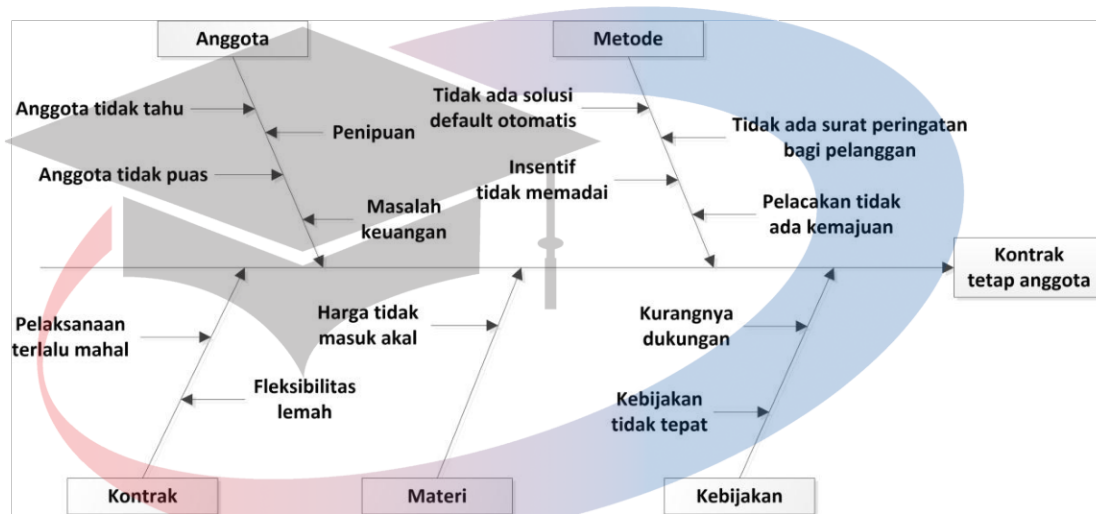 Anggota
Metode
Anggota tidak tahu
Penipuan
Anggota tidak puas
Masalah
keuangan
Tidak ada solusi
default otomatis
Tidak ada surat peringatan
bagi pelanggan
Insentif
tidak memadai
Pelacakan tidak
ada kemajuan
Kontrak
tetap anggota
Pelaksanaan
terlalu mahal
Fleksibilitas
lemah
Harga tidak
masuk akal
Kurangnya
dukungan
Kebijakan
tidak tepat
Kontrak
Materi
Kebijakan